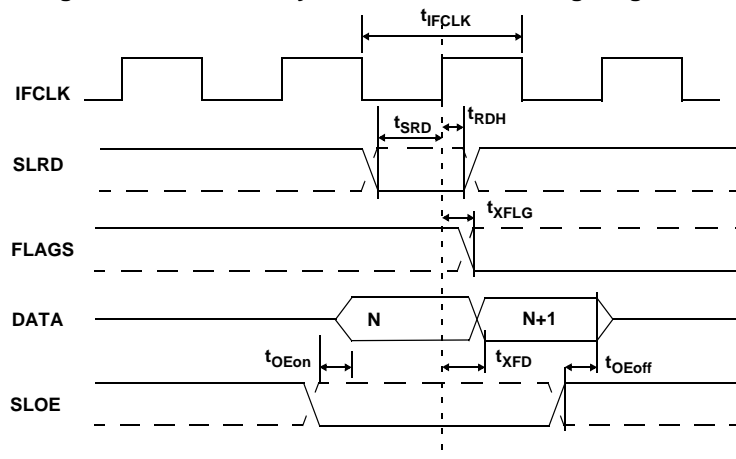 tIFCLK
IFCLK
tSRD
tRDH
SLRD
tXFLG
FLAGS
DATA
N
N+1
tOEon
tXFD
tOEoff
SLOE